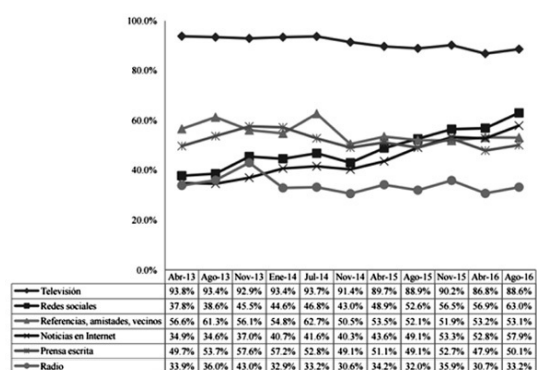 100.0%
80.0%
60.0%
40.0%
20.0%
0.0%
Abr-13 Ago-13 Nov-13 Ene-14 Jul-14 Nov-14 Abr-15 Ago-15 Nov-15 Abr-16 Ago-16
Televisión 93.8% 93.4% 92.9% 93.4% 93.7% 91.4% 89.7% 88.9% 90.2% 86.8% 88.6%
Redes sociales 37.8% 38.6% 45.5% 44.6% 46.8% 43.0% 48.9% 52.6% 56.5% 56.9% 63.0%
Referencias, amistades, vecinos 56.6% 61.3% 56.1% 54.8% 62.7% 50.5% 53.5% 52.1% 51.9% 53.2% 53.1%
Noticias en Internet 34.9% 34.6% 37.0% 40.7% 41.6% 40.3% 43.6% 49.1% 53.3% 52.8% 57.9%
Prensa escrita 49.7% 53.7% 57.6% 57.2% 52.8% 49.1% 51.1% 49.1% 52.7% 47.9% 50.1%
Radio 33.9% 36.0% 43.0% 32.9% 33.2% 30.6% 34.2% 32.0% 35.9% 30.7% 33.2%